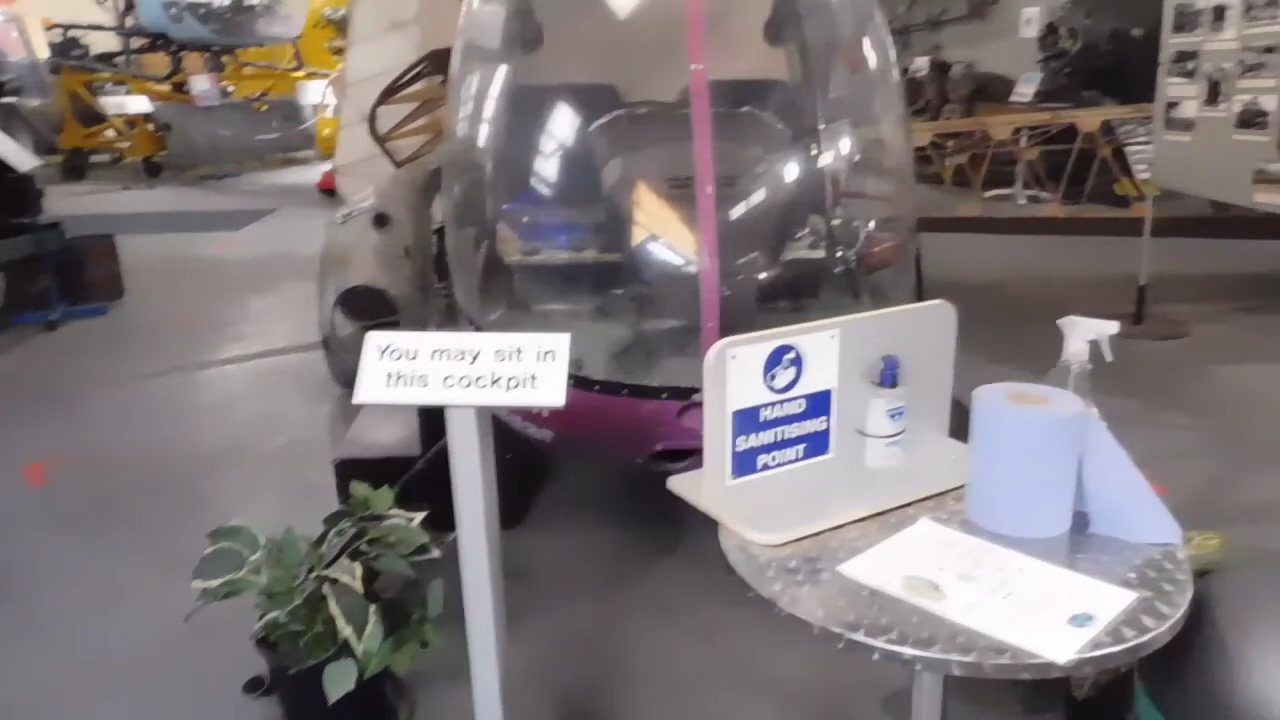 You may sit in
this cockpit
HAND
SANITISING
POINT